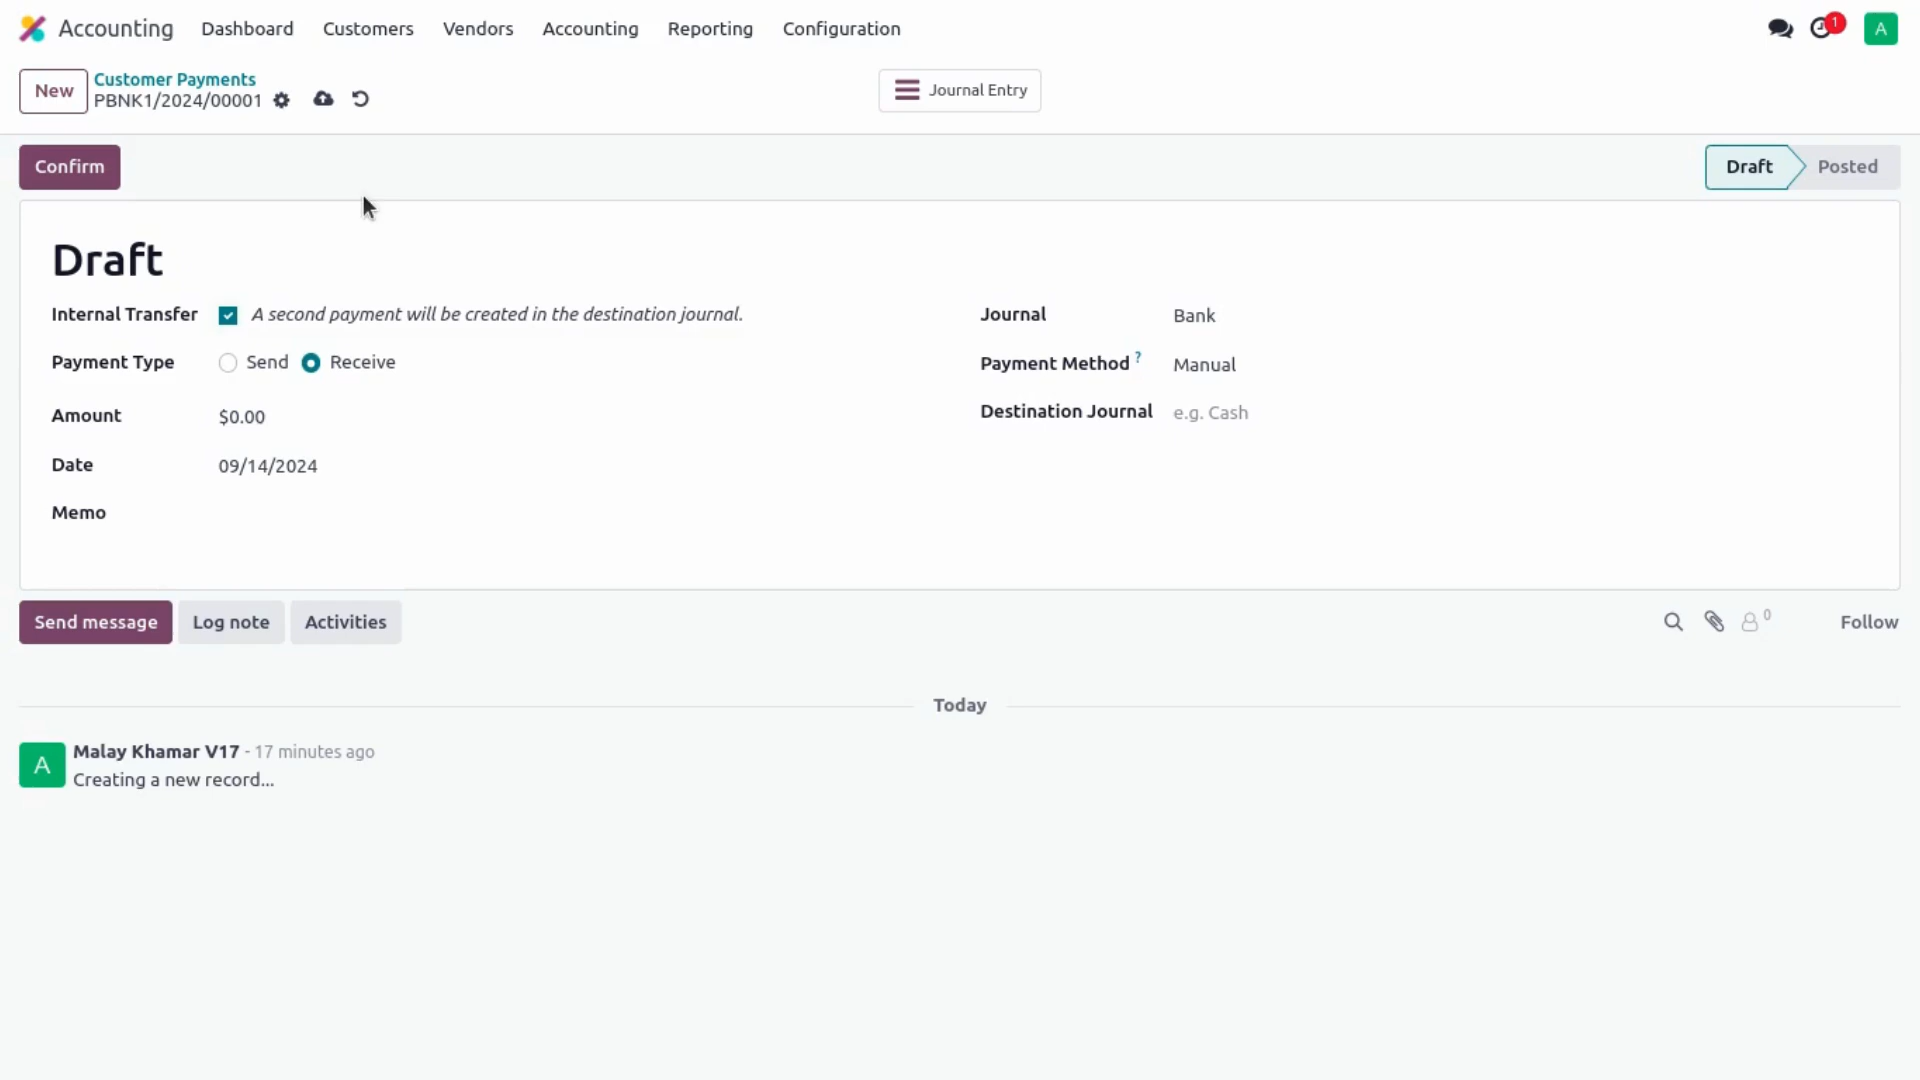 Accounting Dashboard Customers Vendors Accounting Reporting Configuration 1 A
New Customer Payments Journal Entry
PBNK1/2024/00001
Confirm Draft Posted
Draft
Internal Transfer A second payment will be created in the destination journal. Journal Bank
Payment Type Send Receive Payment Method ? Manual
Amount $0.00 Destination Journal e.g. Cash
Date 09/14/2024
Memo
Send message Log note Activities 0 Follow
Today
A Malay Khamar V17 - 17 minutes ago
Creating a new record...